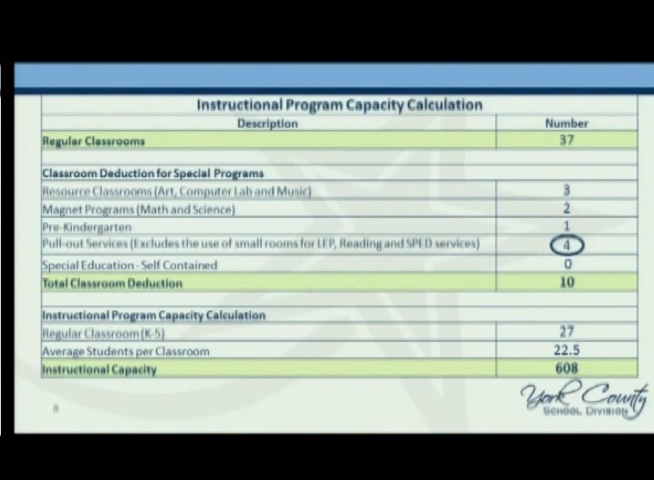 Instructional Program Capacity Calculation
Description Number
Regular Classrooms 37
Classroom Deduction for Special Programs
Resource Classrooms (Art, Computer Lab and Music) 3
Magnet Programs (Math and Science) 2
Pre-Kindergarten 1
Pull-out Services (Excludes the use of small rooms for LEP, Reading and SPED services) 4
Special Education - Self Contained 0
Total Classroom Deduction 10
Instructional Program Capacity Calculation
Regular Classroom (K-5) 27
Average Students per Classroom 22.5
Instructional Capacity 608
8
York County
SCHOOL DIVISION